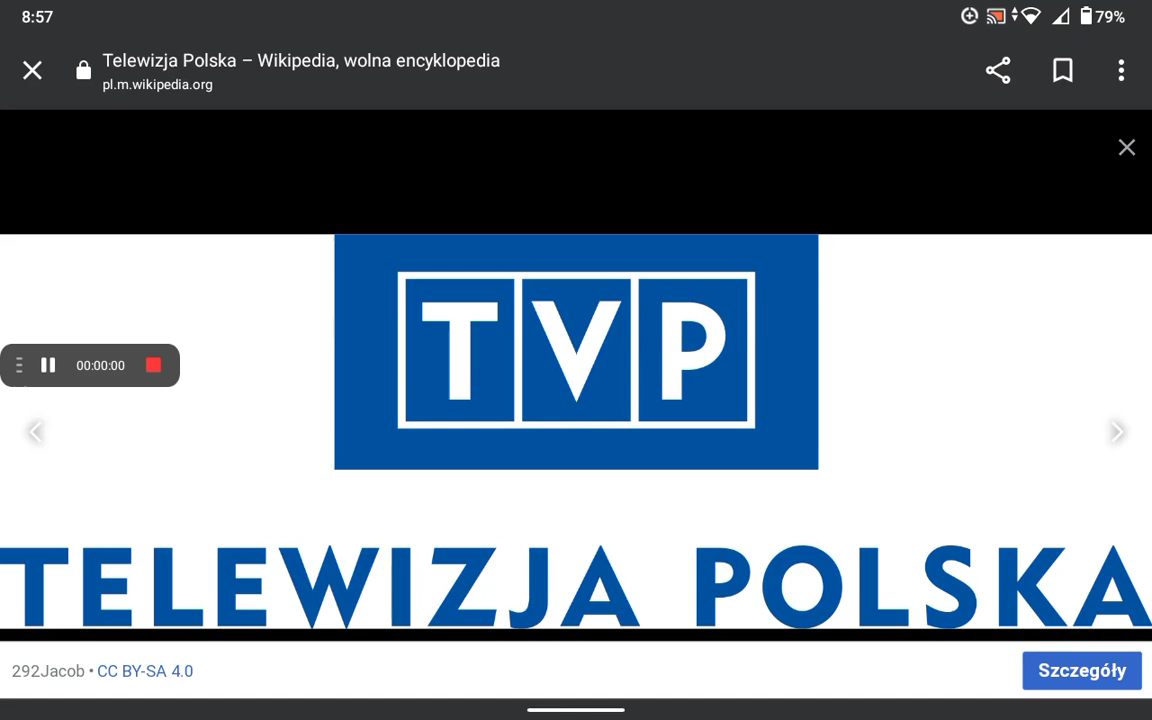 8:57
79%
Telewizja Polska – Wikipedia, wolna encyklopedia
pl.m.wikipedia.org
TVP
00:00:00
TELEWIZJA POLSKA
292Jacob • CC BY-SA 4.0
Szczegóły